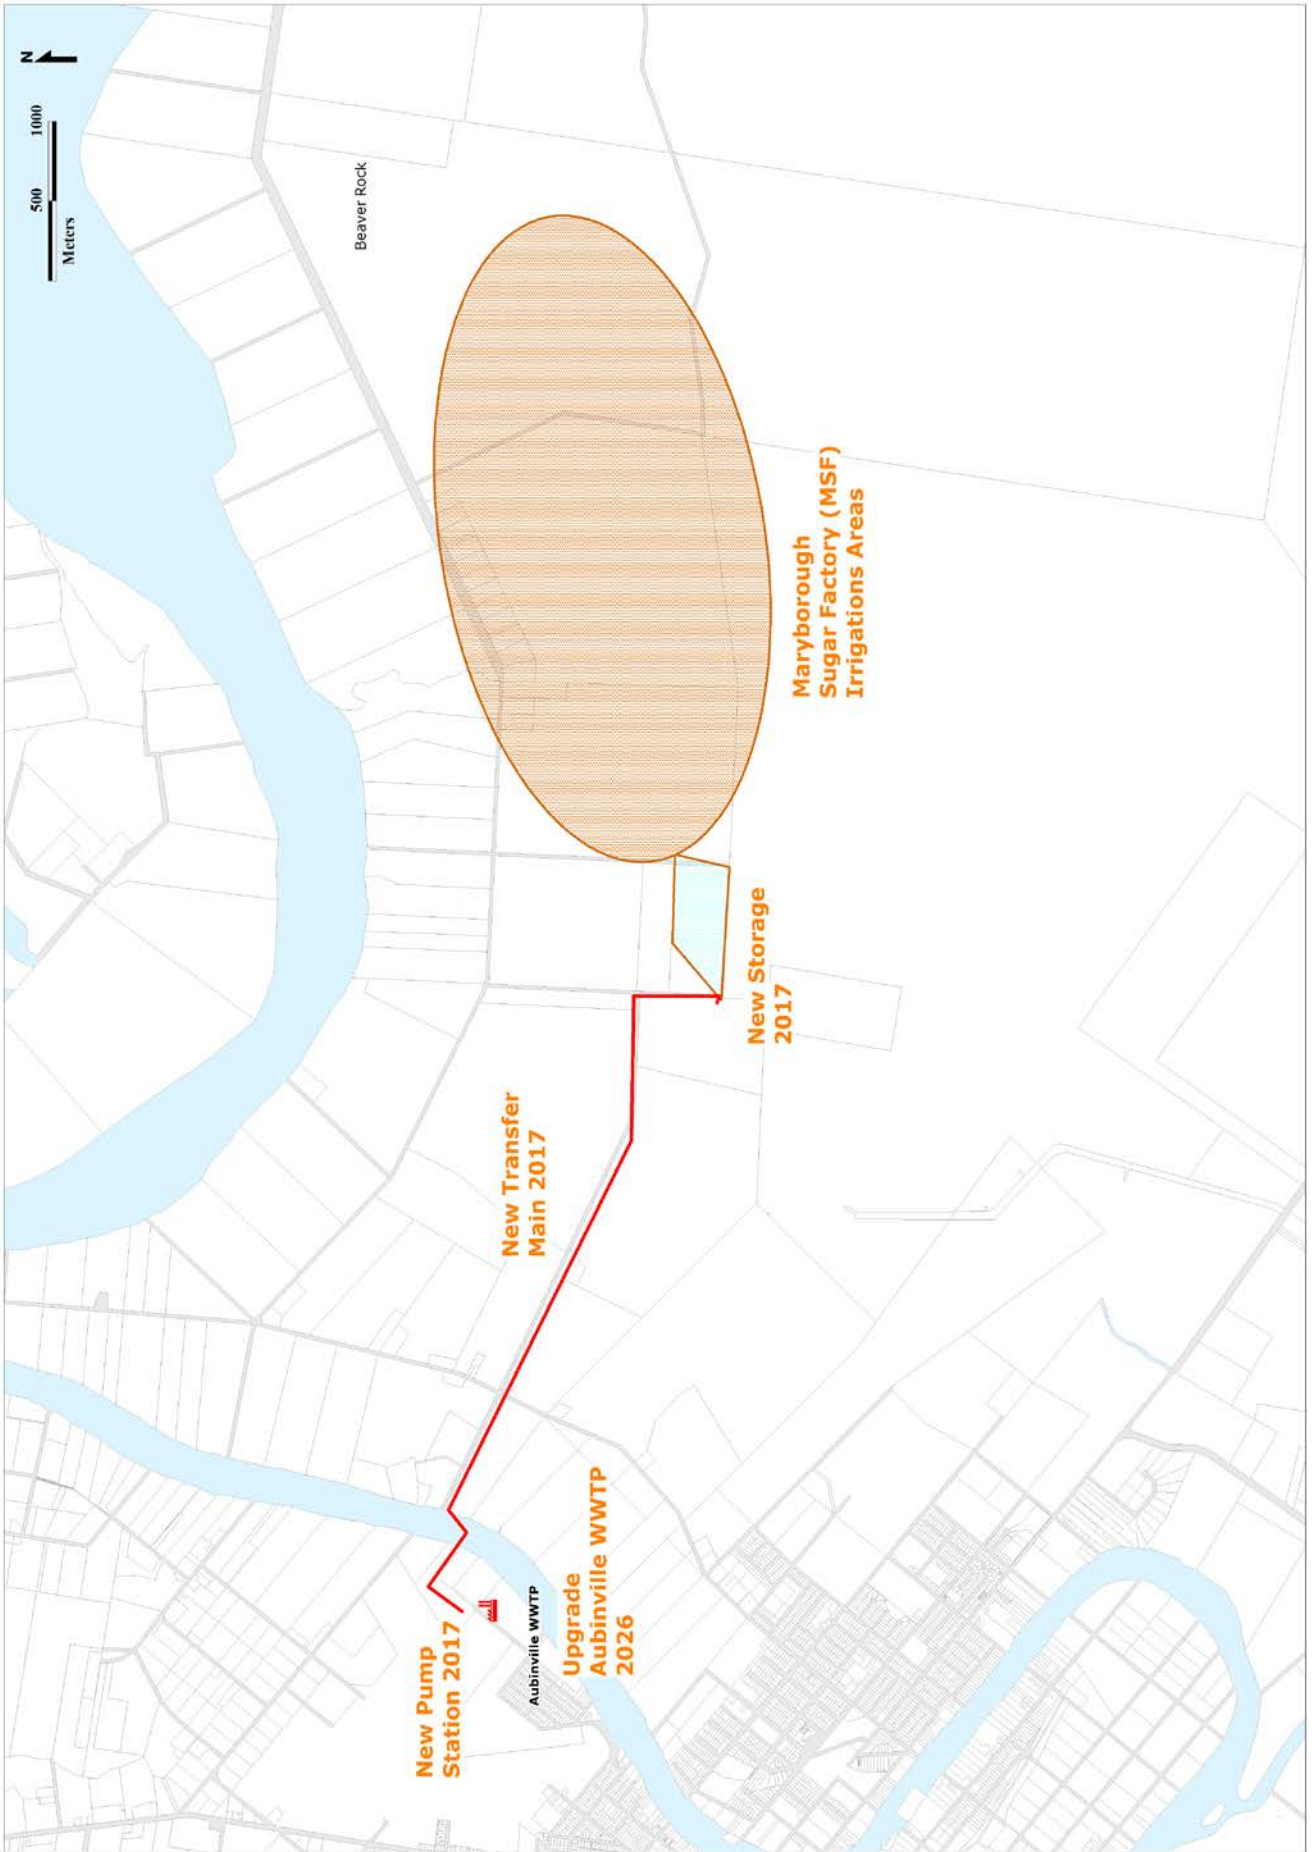 N
500 1000
Meters
Beaver Rock
Maryborough
Sugar Factory (MSF)
Irrigations Areas
New Storage
2017
New Transfer
Main 2017
New Pump
Station 2017
Aubinville WWTP
Upgrade
Aubinville WWTP
2026